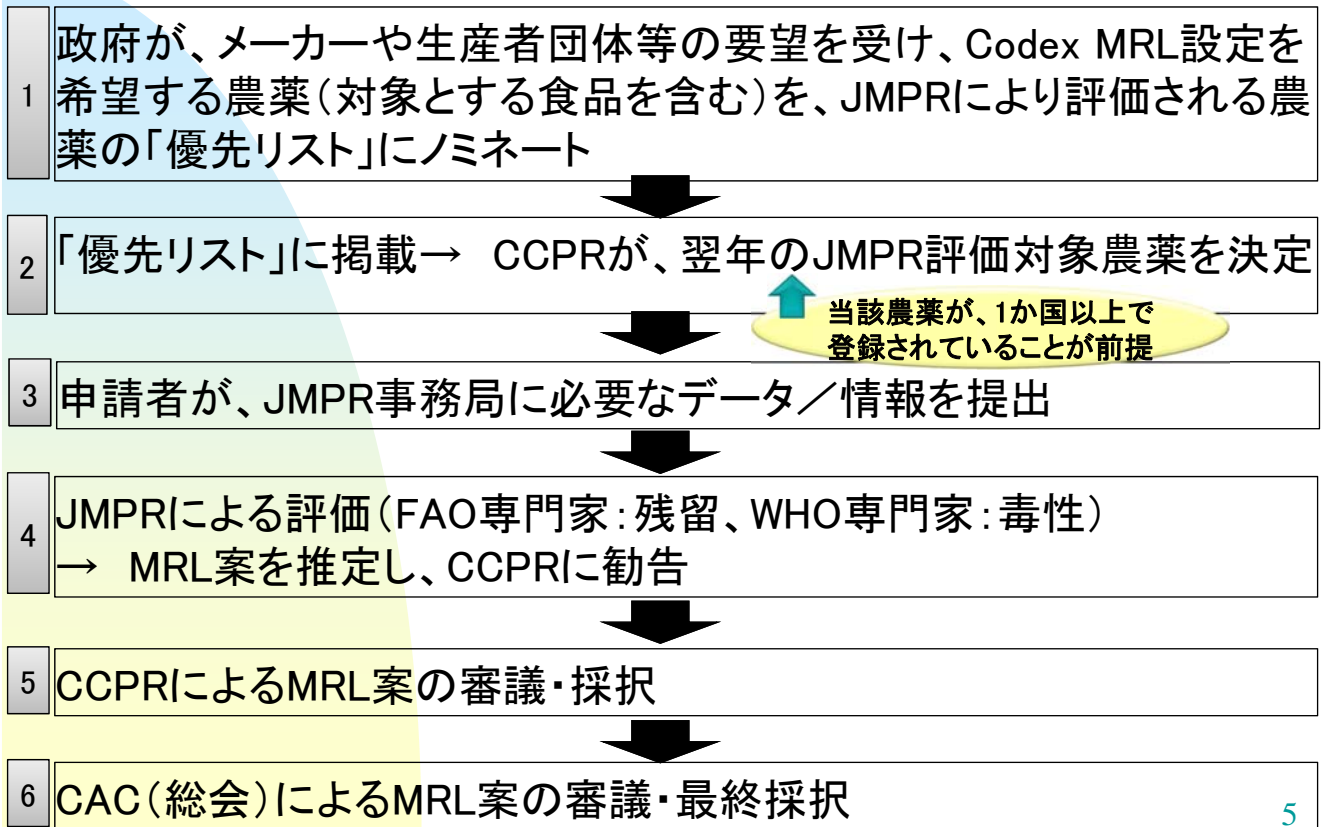 1
政府が、メーカーや生産者団体等の要望を受け、Codex MRL設定を
希望する農薬（対象とする食品を含む）を、JMPRにより評価される農
薬の「優先リスト」にノミネート
2
「優先リスト」に掲載→ CCPRが、翌年のJMPR評価対象農薬を決定
当該農薬が、1か国以上で
登録されていることが前提
3
申請者が、JMPR事務局に必要なデータ／情報を提出
4
JMPRによる評価（FAO専門家：残留、WHO専門家：毒性）
→ MRL案を推定し、CCPRに勧告
5
CCPRによるMRL案の審議・採択
6
CAC（総会）によるMRL案の審議・最終採択
5